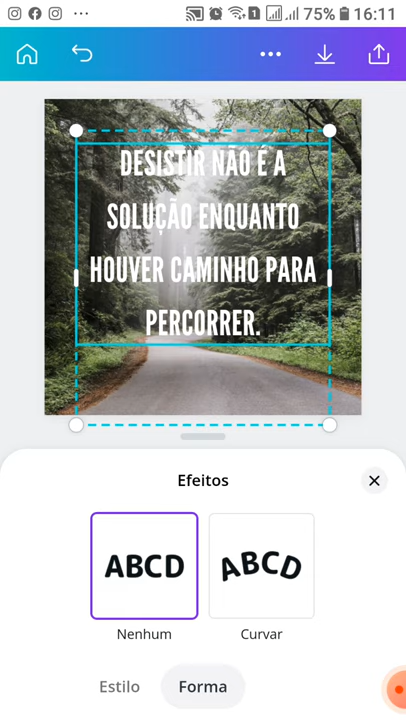 75% 16:11
DESISTIR NÃO É A
SOLUÇÃO ENQUANTO
HOUVER CAMINHO PARA
PERCORRER.
Efeitos
ABCD ABCD
Nenhum Curvar
Estilo Forma